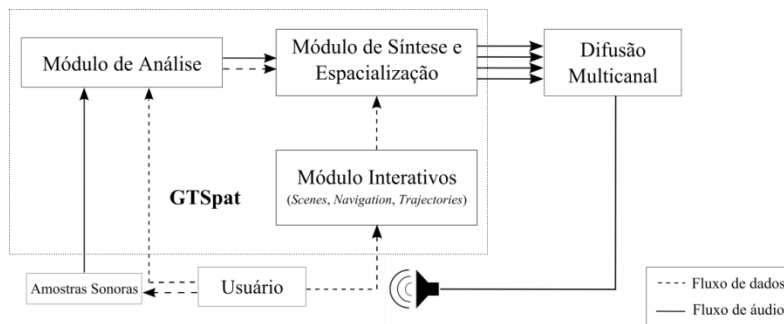 Módulo de Análise
Módulo de Síntese e
Espacialização
Difusão
Multicanal
GTSpat
Módulo Interativos
(Scenes, Navigation, Trajectories)
Amostras Sonoras
Usuário
Fluxo de dados
Fluxo de áudio